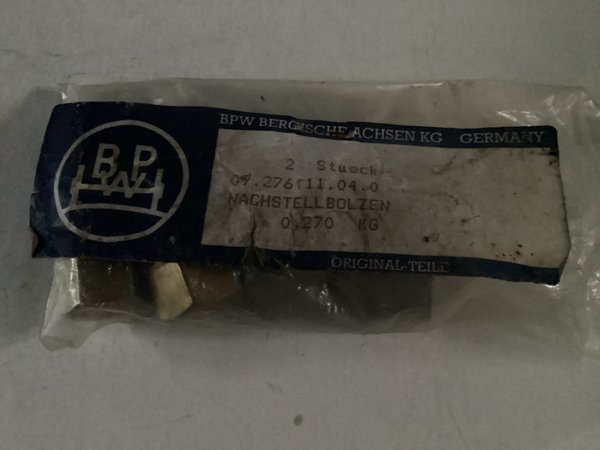 BPW BERGISCHE ACHSEN KG GERMANY
BPW
2 Stueck
09.276.11.04.0
NACHSTELLBOLZEN
0,270 KG
ORIGINAL-TEILE